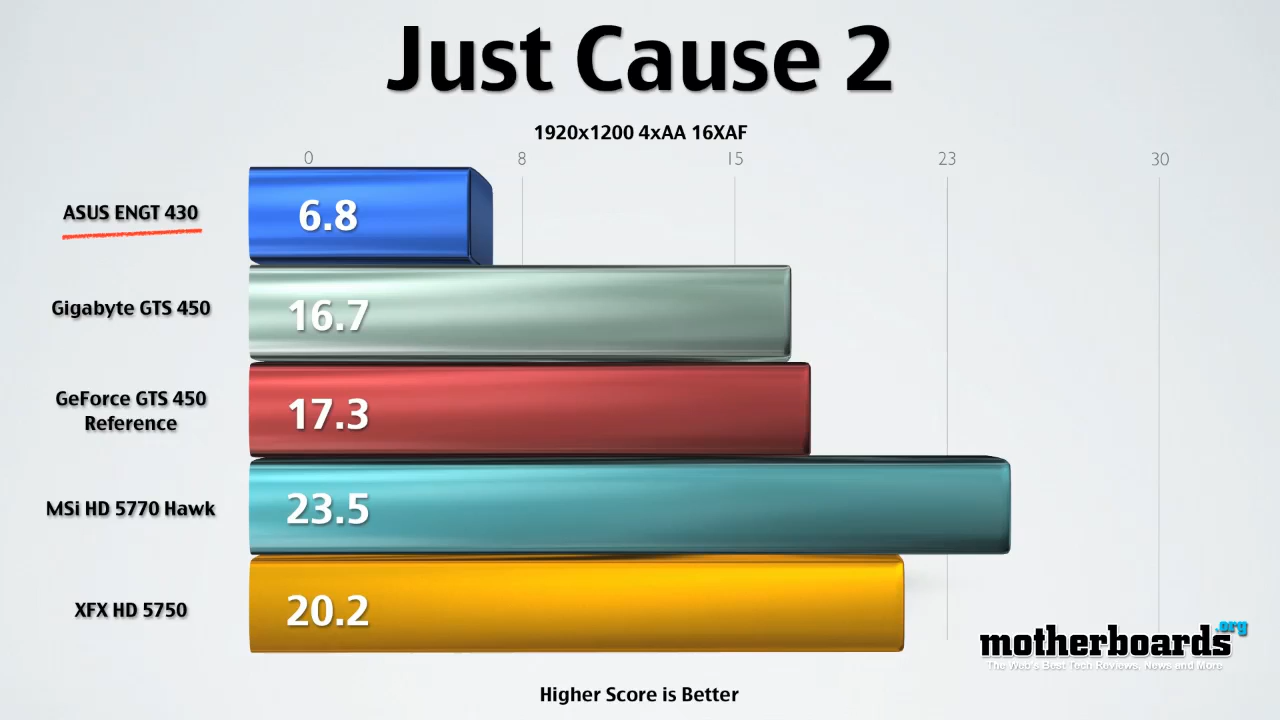 Just Cause 2
1920x1200 4xAA 16XAF
0 8 15 23 30
ASUS ENGT 430 6.8
Gigabyte GTS 450 16.7
GeForce GTS 450
Reference
17.3
MSi HD 5770 Hawk 23.5
XFX HD 5750 20.2
motherboards.org
The Web's Best Tech Reviews, News and More
Higher Score is Better